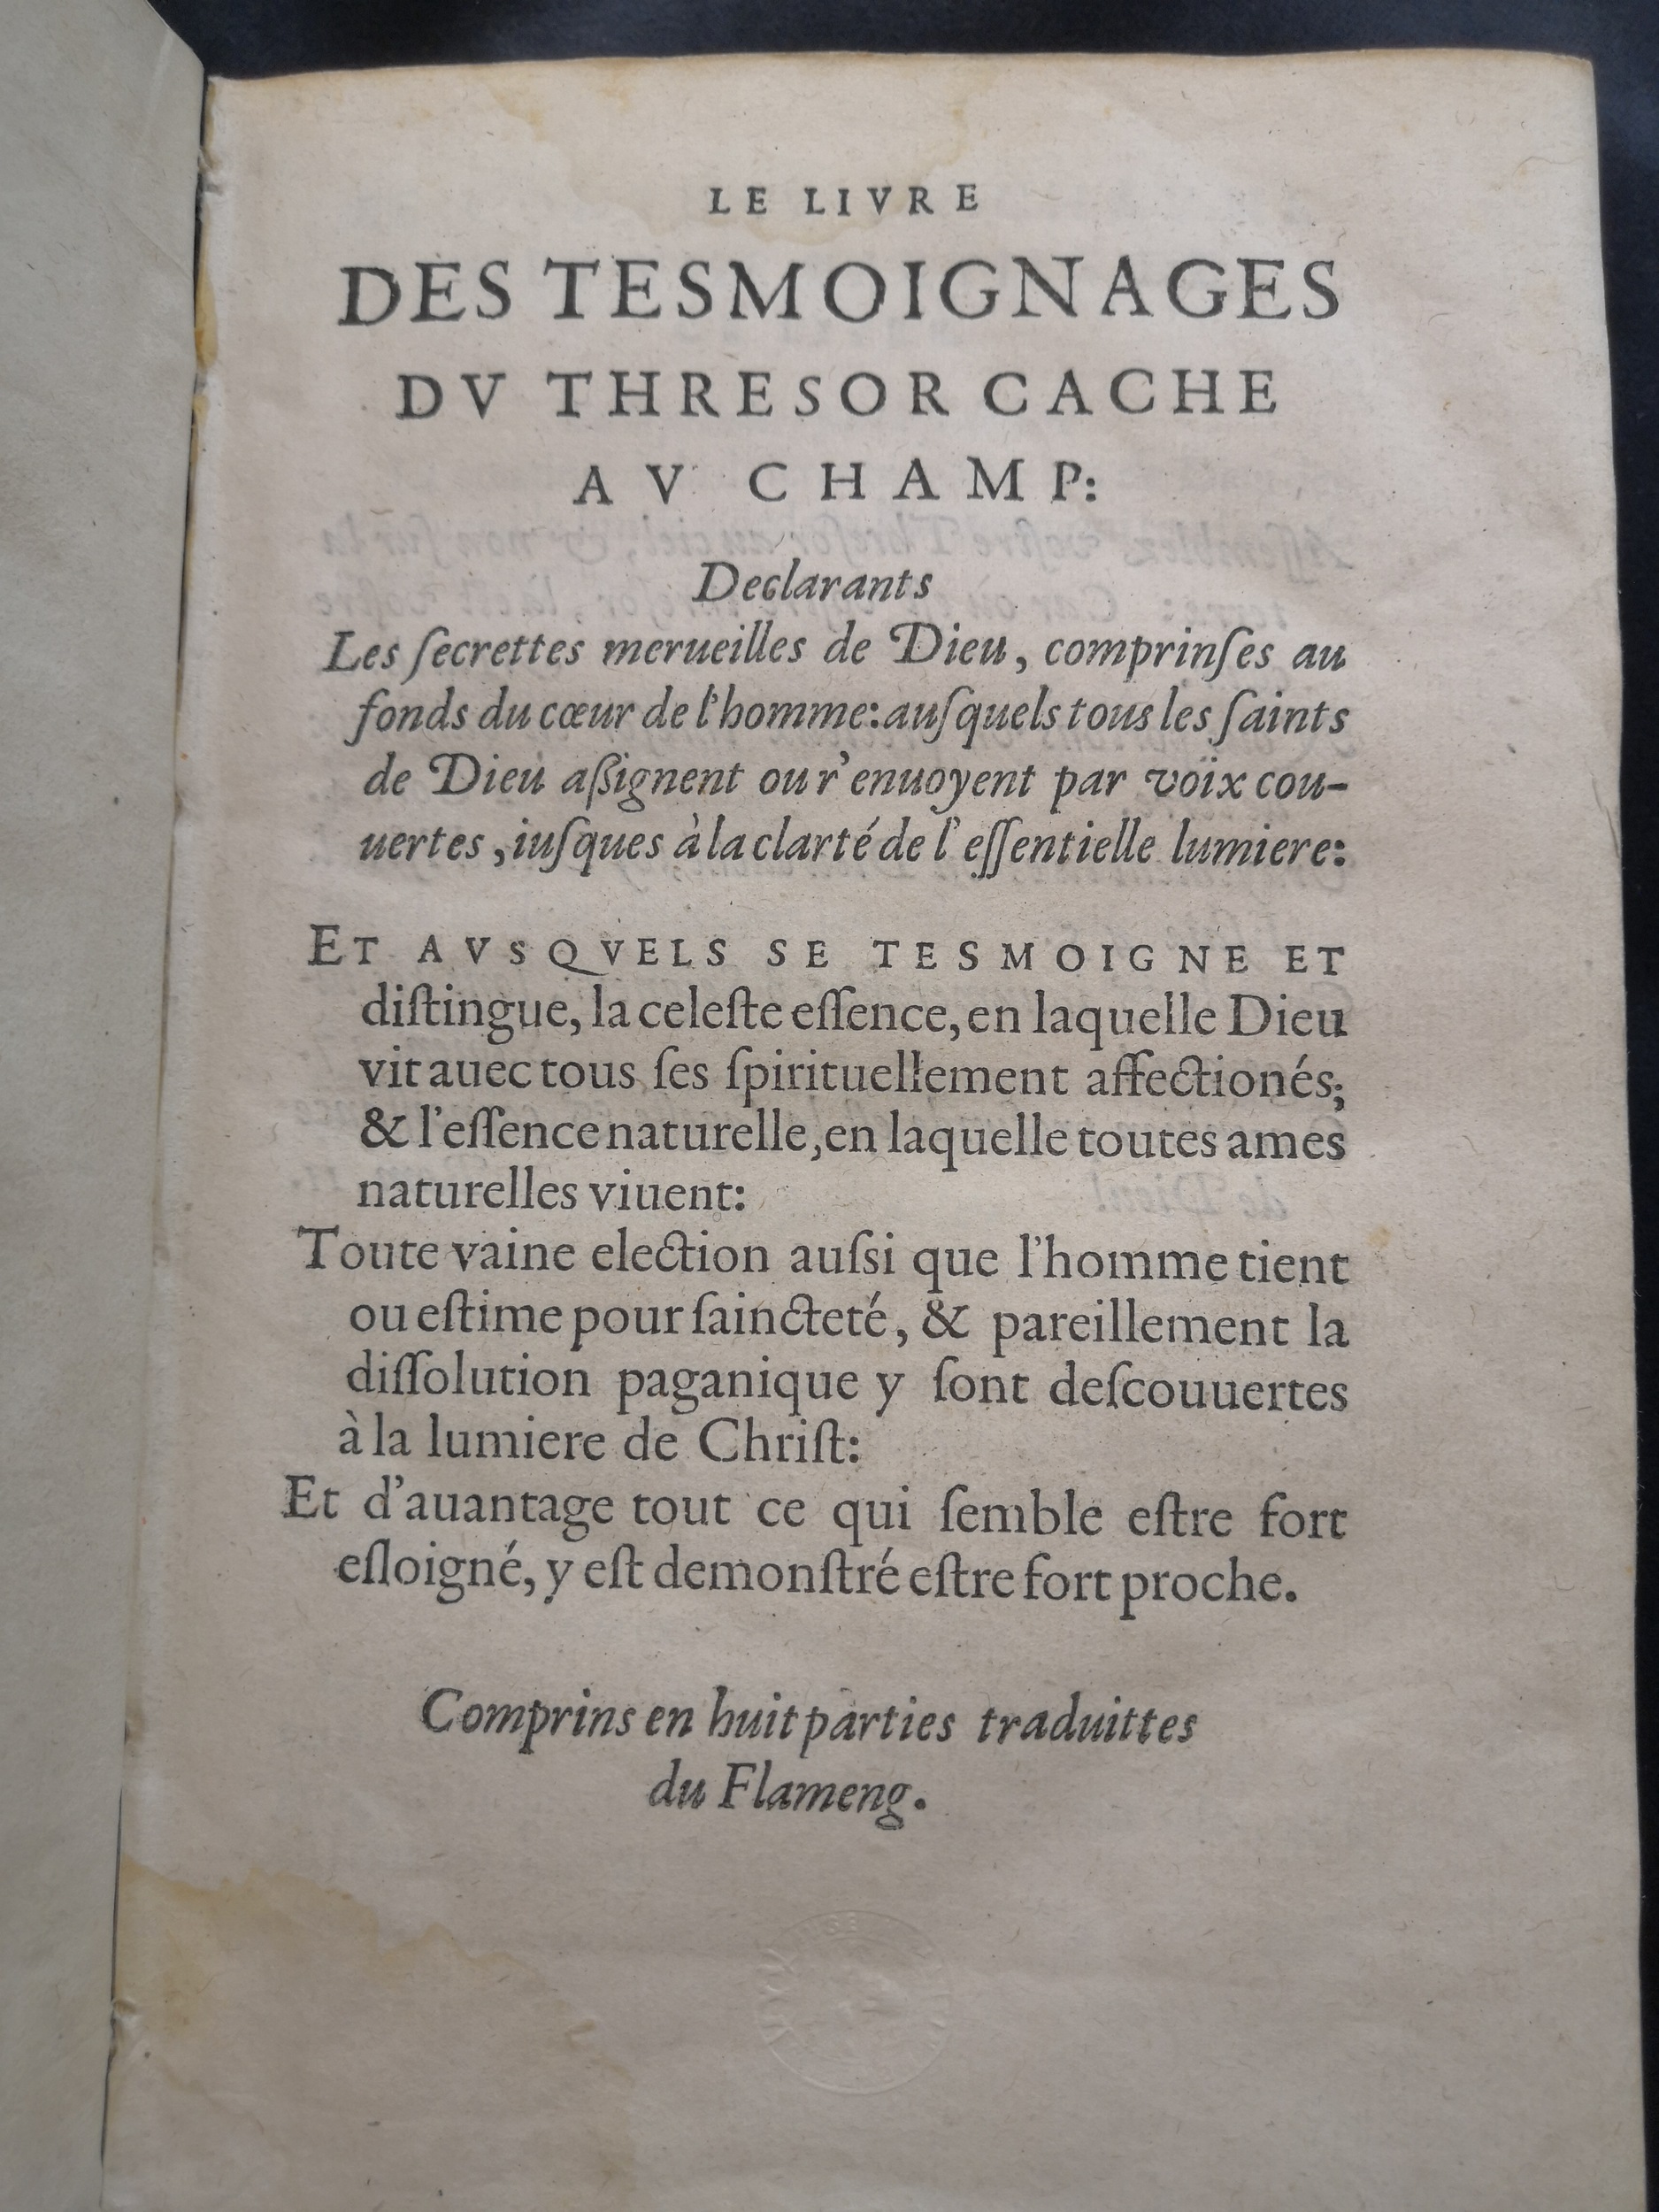 LE LIVRE
DES TESMOIGNAGES
DV THRESOR CACHE
AV CHAMP:
Declarants
Les ſecrettes merueilles de Dieu, comprinſes au
fonds du cœur de l'homme: auſquels tous les ſaints
de Dieu aßignent ou r'enuoyent par voix cou-
uertes, iuſques à la clarté de l'eſſentielle lumiere:
ET AVSQVELS SE TESMOIGNE ET
diſtingue, la celeſte eſſence, en laquelle Dieu
vit auec tous ſes ſpirituellement affectionés;
& l'eſſence naturelle, en laquelle toutes ames
naturelles viuent:
Toute vaine election auſsi que l'homme tient
ou eſtime pour ſaincteté, & pareillement la
diſſolution paganique y ſont deſcouuertes
à la lumiere de Chriſt:
Et d'auantage tout ce qui ſemble eſtre fort
eſloigné, y eſt demonſtré eſtre fort proche.
Comprins en huit parties traduittes
du Flameng.